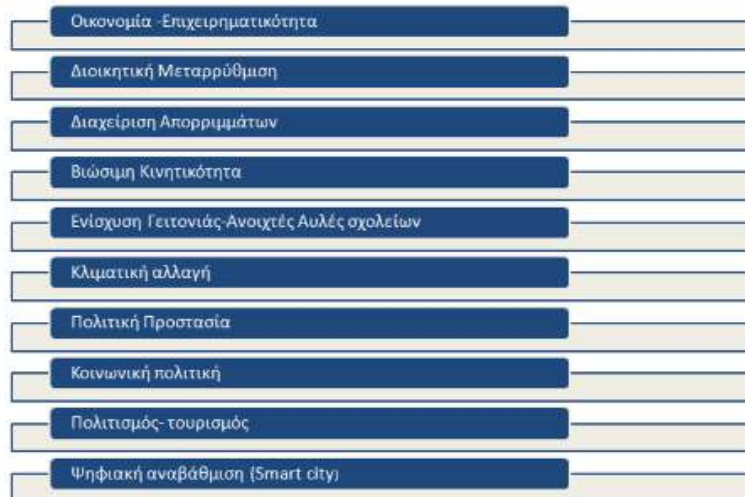 Οικονομία -Επιχειρηματικότητα
Διοικητική Μεταρρύθμιση
Διαχείριση Απορριμμάτων
Βιώσιμη Κινητικότητα
Ενίσχυση Γειτονιάς-Ανοιχτές Αυλές σχολείων
Κλιματική αλλαγή
Πολιτική Προστασία
Κοινωνική πολιτική
Πολιτισμός- τουρισμός
Ψηφιακή αναβάθμιση (Smart city)